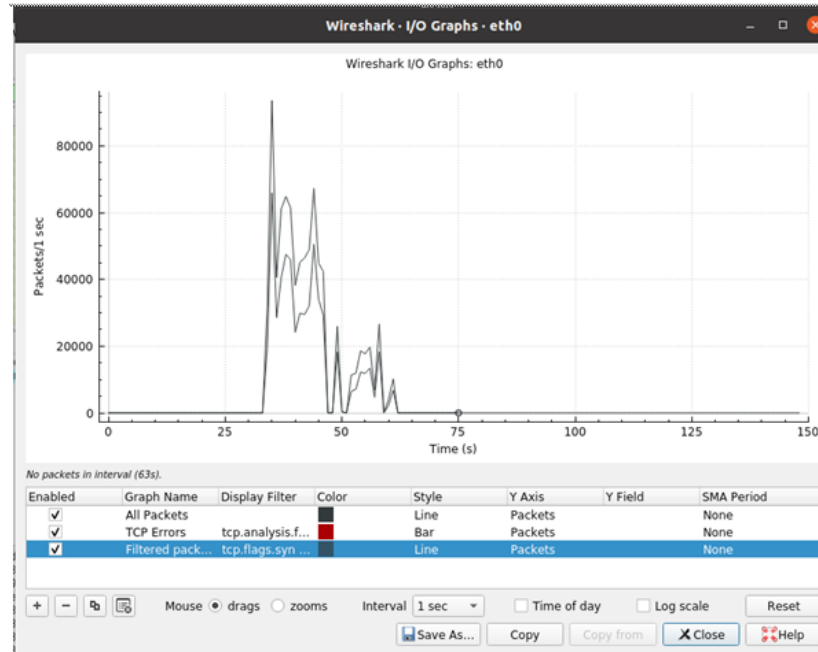 Wireshark · I/O Graphs · eth0
Wireshark I/O Graphs: eth0
Packets/1 sec
80000
60000
40000
20000
0
0 25 50 75 100 125 150
Time (s)
No packets in interval (63s).
Enabled Graph Name Display Filter Color Style Y Axis Y Field SMA Period
All Packets Line Packets None
TCP Errors tcp.analysis.f... Bar Packets None
Filtered pack... tcp.flags.syn ... Line Packets None
+ − Mouse drags zooms Interval 1 sec Time of day Log scale Reset
Save As... Copy Copy from Close Help